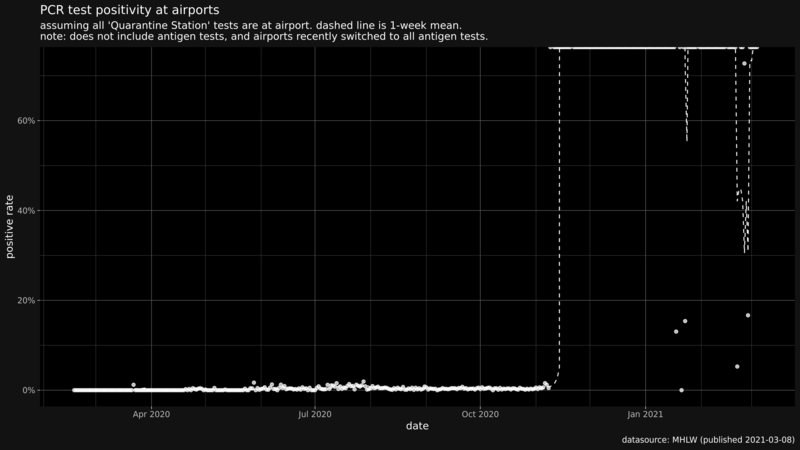 PCR test positivity at airports
assuming all 'Quarantine Station' tests are at airport. dashed line is 1-week mean.
note: does not include antigen tests, and airports recently switched to all antigen tests.
60%
40%
20%
0%
positive rate
Apr 2020
Jul 2020
Oct 2020
Jan 2021
date
datasource: MHLW (published 2021-03-08)